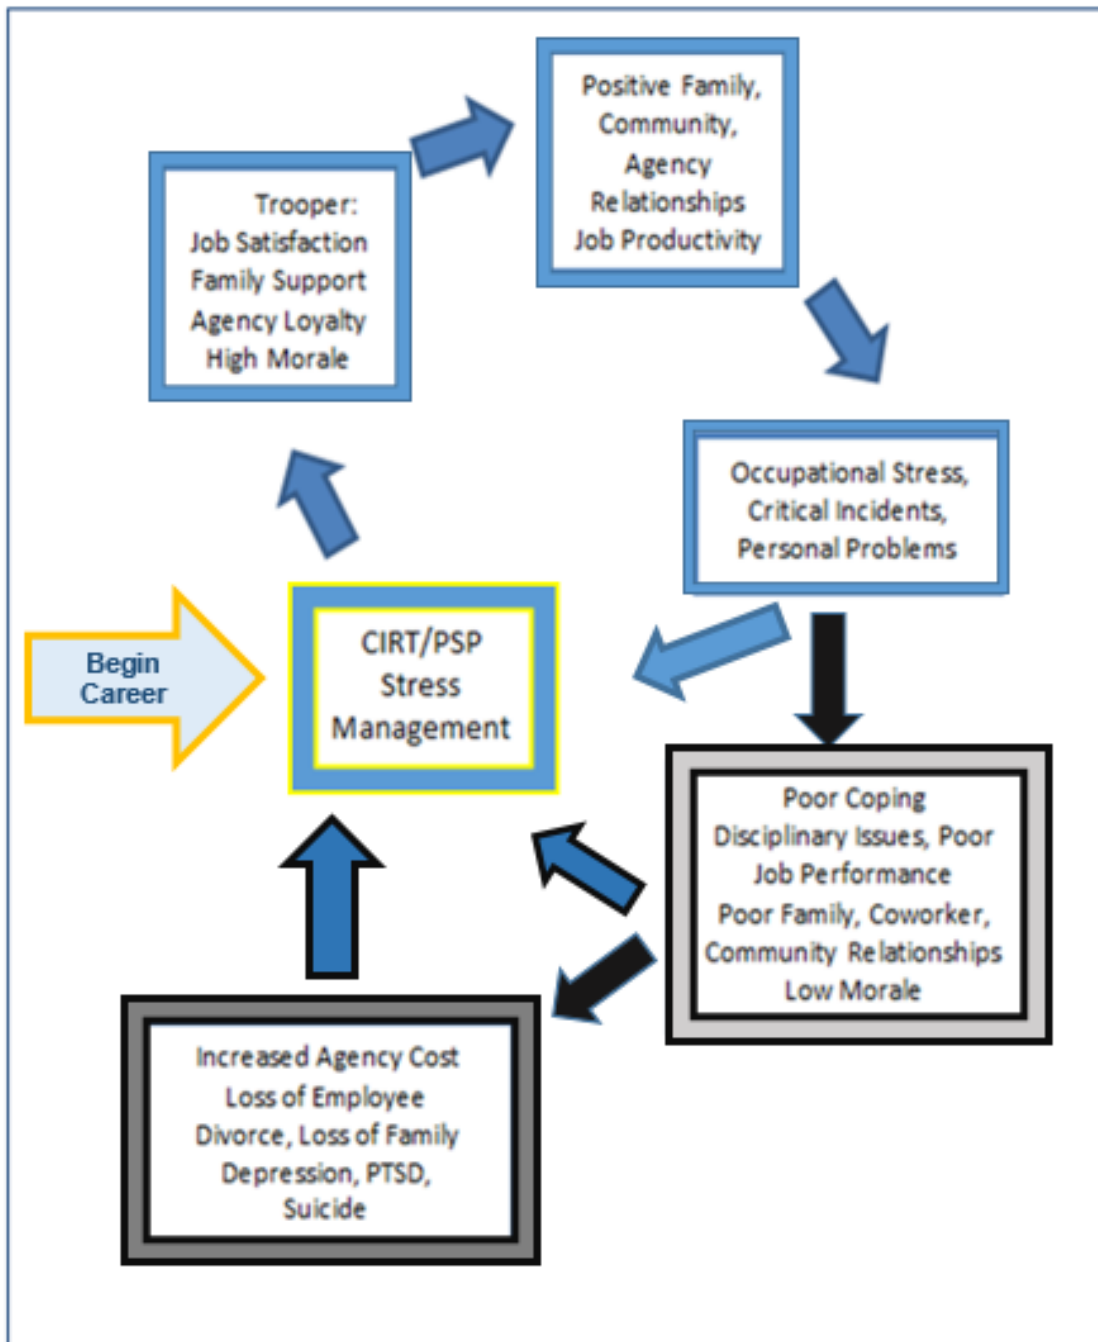 Positive Family,
Community,
Agency
Relationships
Job Productivity
Trooper:
Job Satisfaction
Family Support
Agency Loyalty
High Morale
Occupational Stress,
Critical Incidents,
Personal Problems
Begin
Career
CIRT/PSP
Stress
Management
Poor Coping
Disciplinary Issues, Poor
Job Performance
Poor Family, Coworker,
Community Relationships
Low Morale
Increased Agency Cost
Loss of Employee
Divorce, Loss of Family
Depression, PTSD,
Suicide